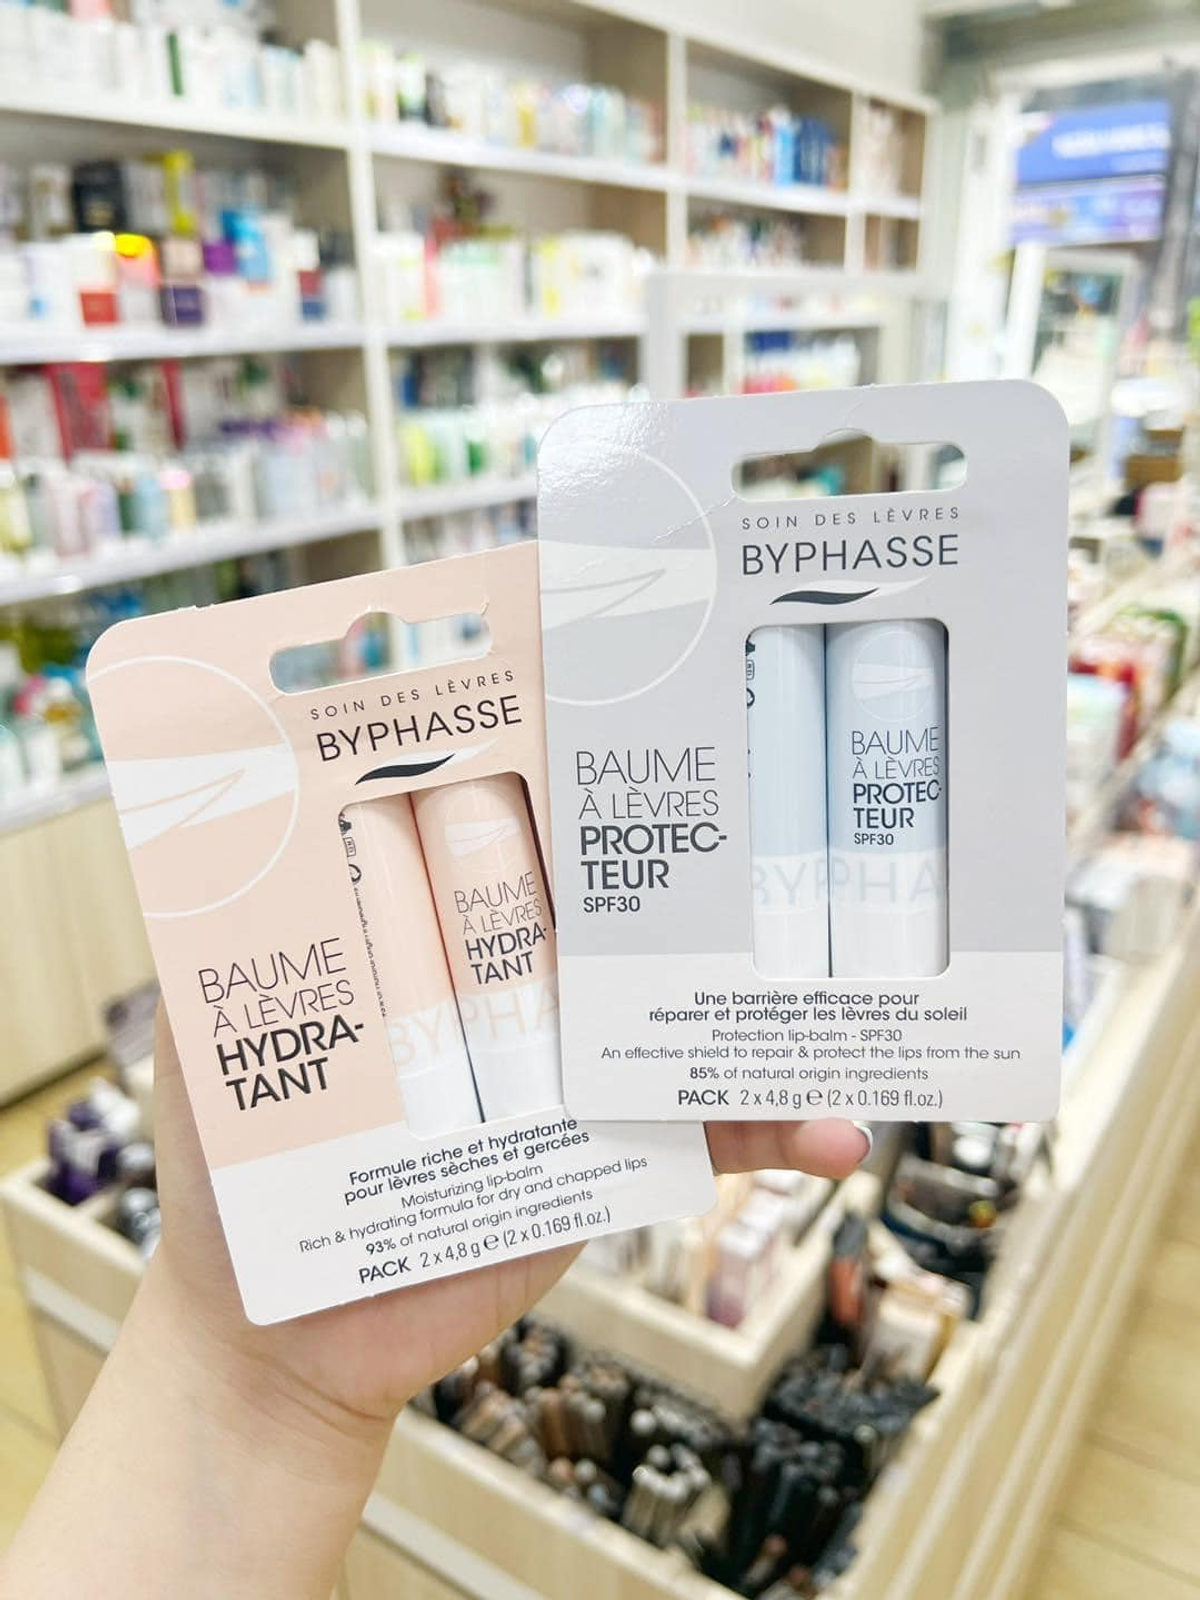 SOIN DES LÈVRES
BYPHASSE
BAUME
À LÈVRES
HYDRA-
TANT
BAUME
À LÈVRES
HYDRA-
TANT
BYPHA
Formule riche et hydratante
pour lèvres sèches et gercées
Moisturizing lip-balm
Rich & hydrating formula for dry and chapped lips
93% of natural origin ingredients
PACK 2 x 4,8 g e (2 x 0.169 fl.oz.)
SOIN DES LÈVRES
BYPHASSE
BAUME
À LÈVRES
PROTEC-
TEUR
SPF30
BAUME
À LÈVRES
PROTEC-
TEUR
SPF30
BYP
PHA
Une barrière efficace pour
réparer et protéger les lèvres du soleil
Protection lip-balm - SPF30
An effective shield to repair & protect the lips from the sun
85% of natural origin ingredients
PACK 2 x 4,8 g e (2 x 0.169 fl.oz.)